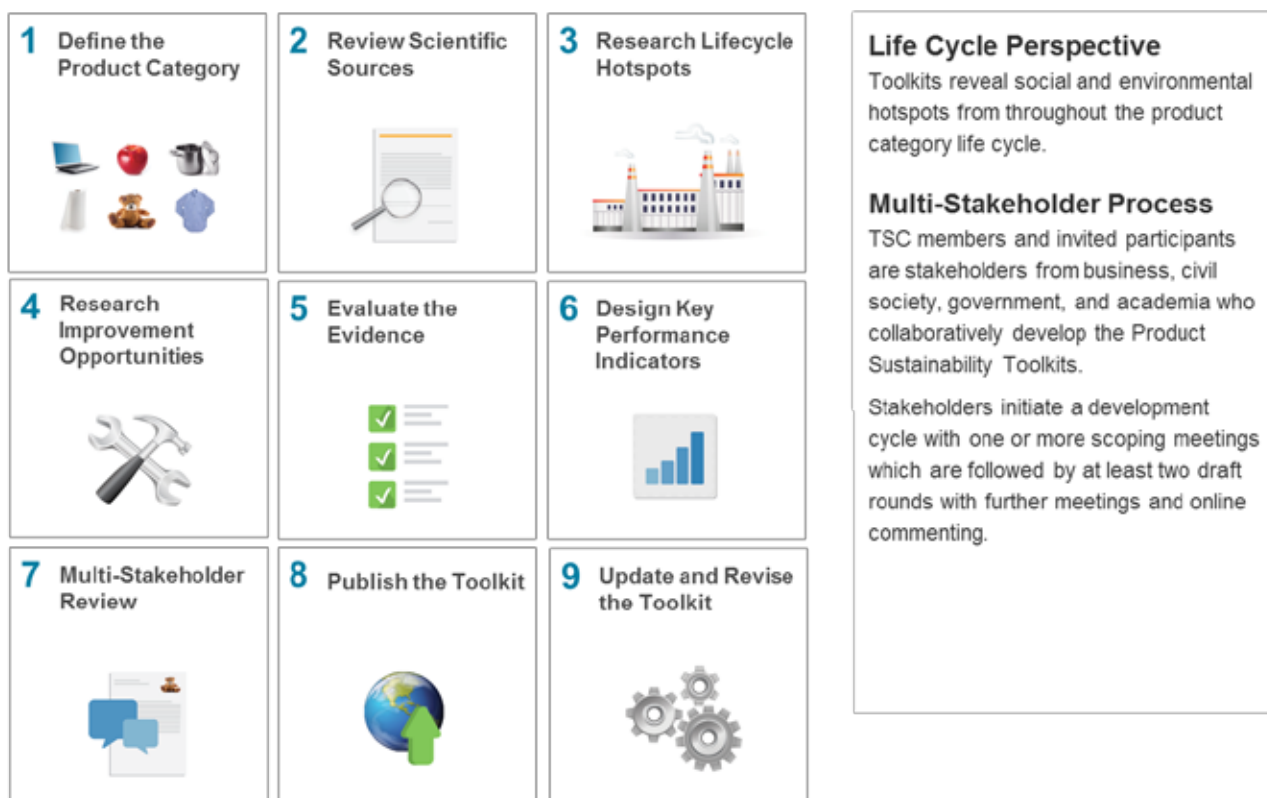 1 Define the
Product Category
2 Review Scientific
Sources
3 Research Lifecycle
Hotspots
4 Research
Improvement
Opportunities
5 Evaluate the
Evidence
6 Design Key
Performance
Indicators
7 Multi-Stakeholder
Review
8 Publish the Toolkit
9 Update and Revise
the Toolkit
Life Cycle Perspective
Toolkits reveal social and environmental
hotspots from throughout the product
category life cycle.
Multi-Stakeholder Process
TSC members and invited participants
are stakeholders from business, civil
society, government, and academia who
collaboratively develop the Product
Sustainability Toolkits.
Stakeholders initiate a development
cycle with one or more scoping meetings
which are followed by at least two draft
rounds with further meetings and online
commenting.